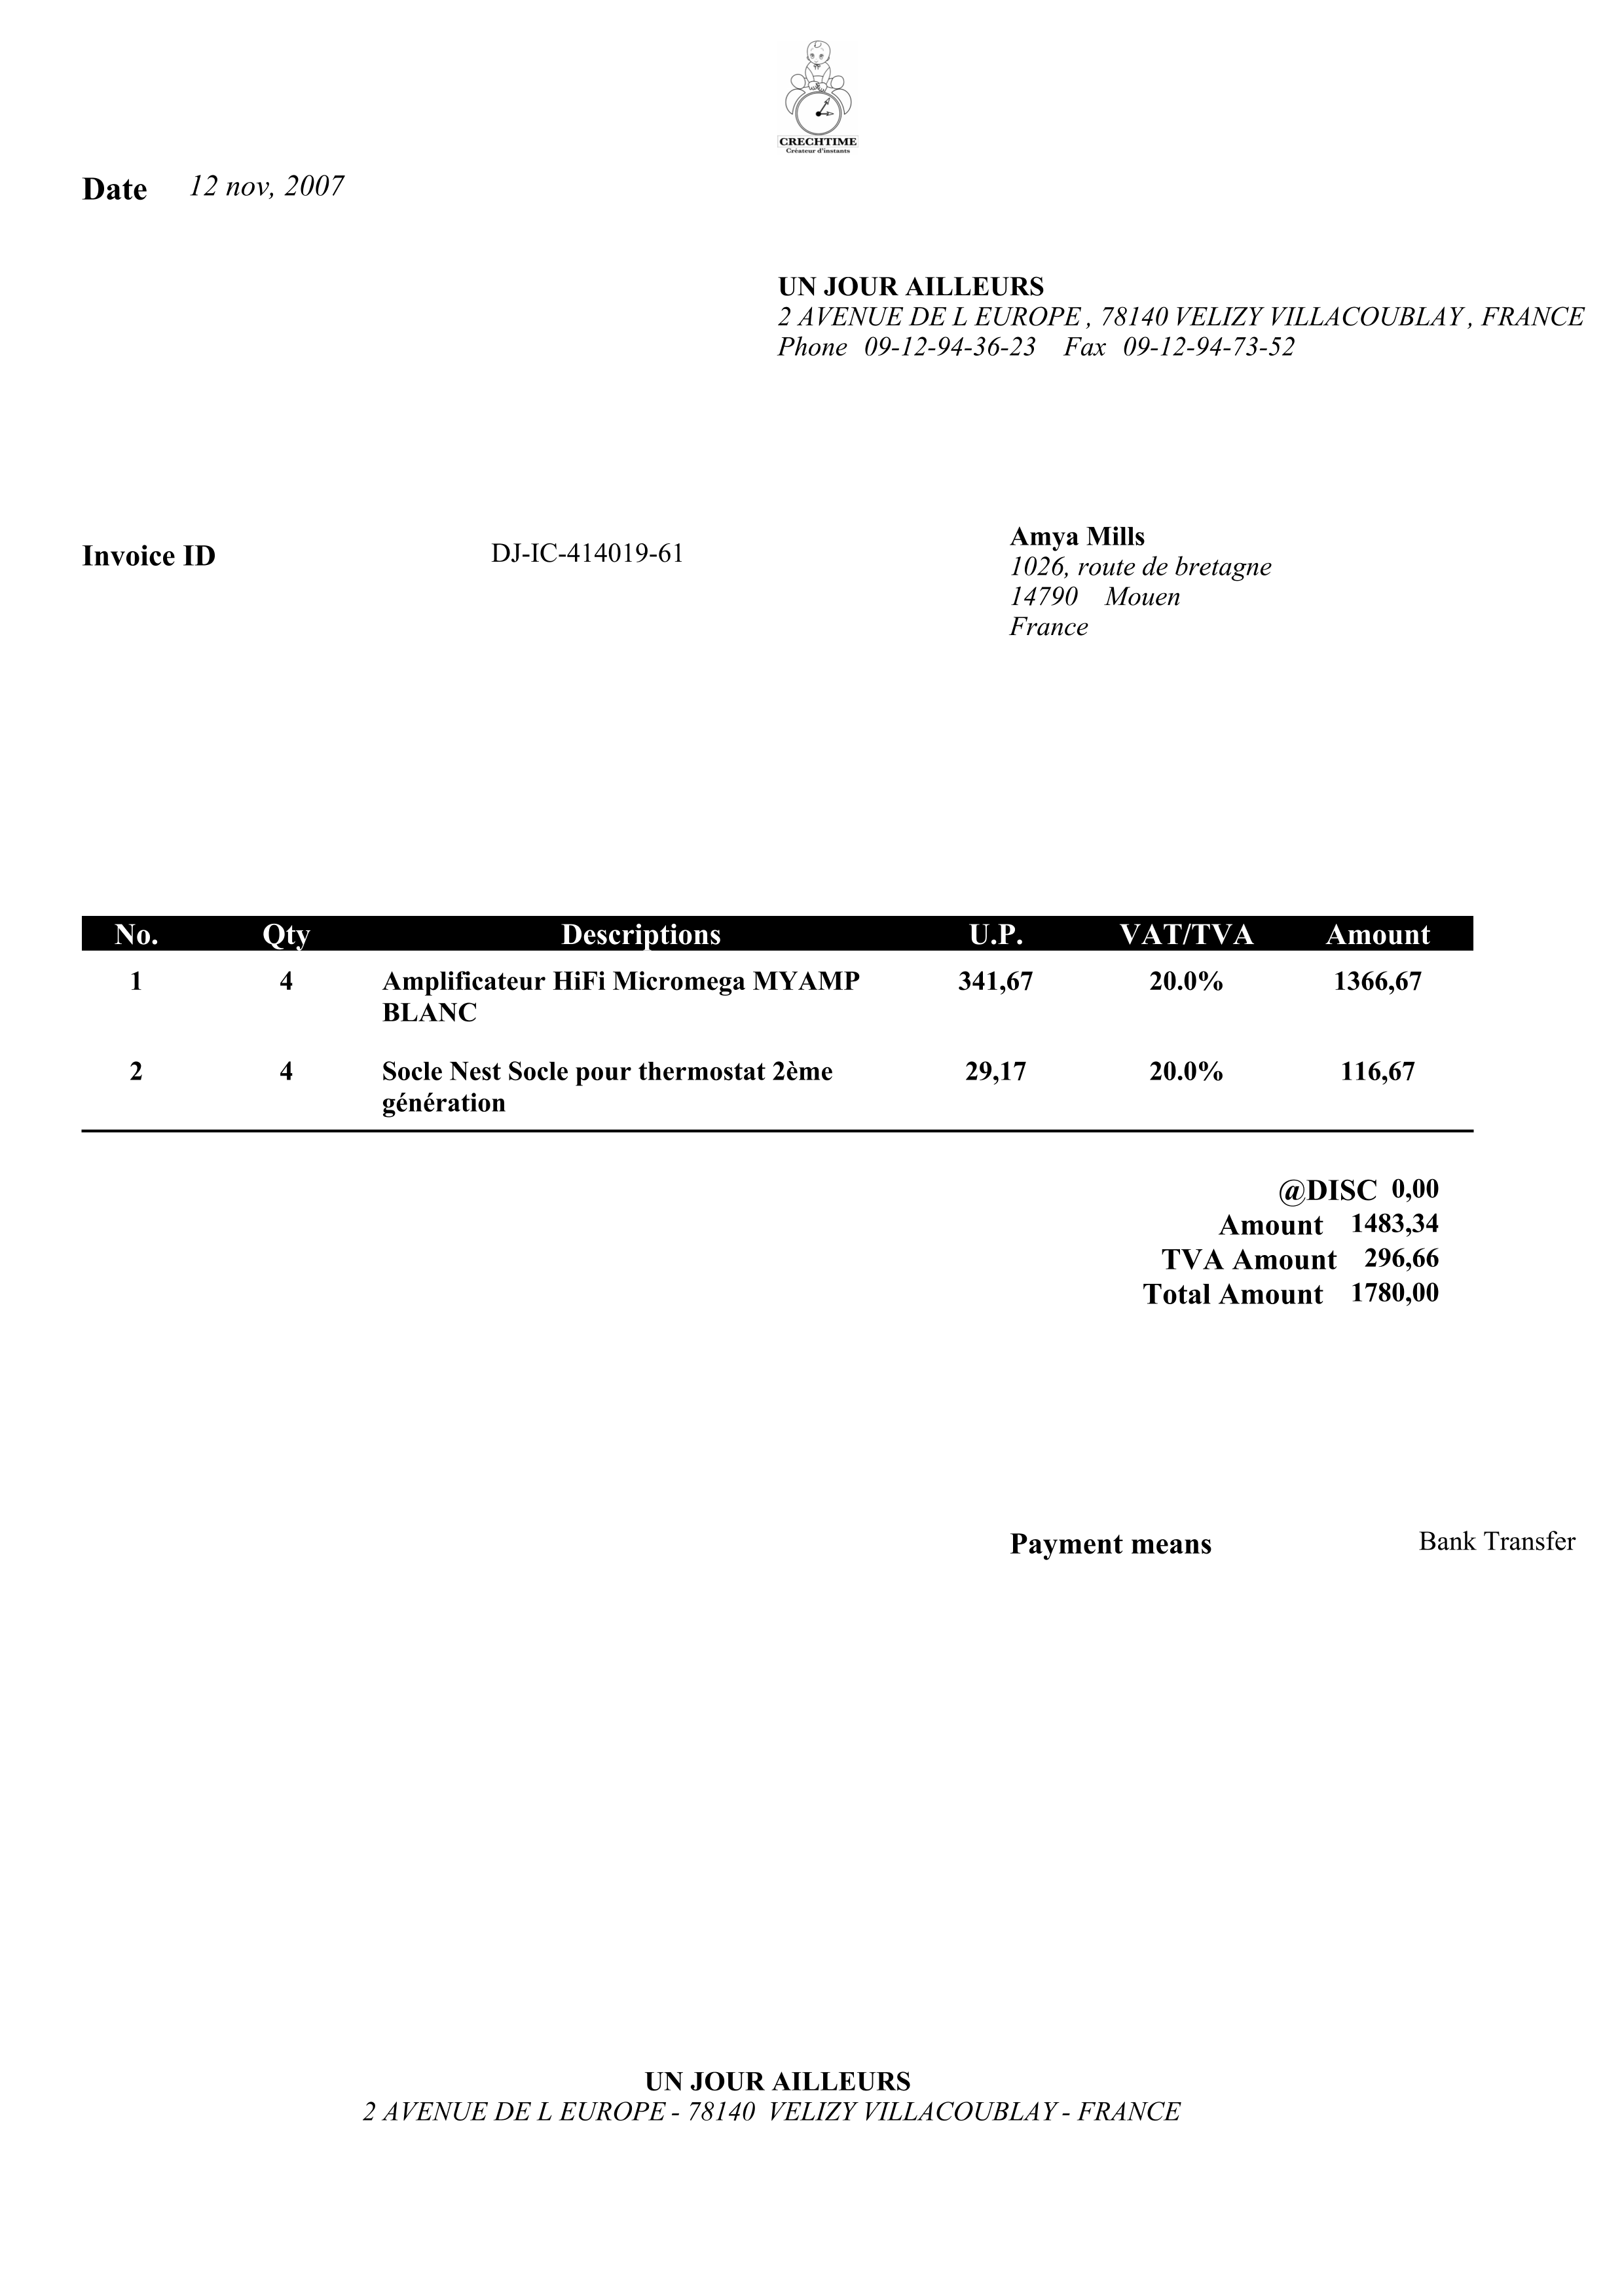 CRECHTIME
Créateur d'instants
Date 12 nov, 2007
UN JOUR AILLEURS
2 AVENUE DE L EUROPE , 78140 VELIZY VILLACOUBLAY , FRANCE
Phone 09-12-94-36-23 Fax 09-12-94-73-52
Invoice ID DJ-IC-414019-61
Amya Mills
1026, route de bretagne
14790 Mouen
France
No. Qty Descriptions U.P. VAT/TVA Amount
1 4 Amplificateur HiFi Micromega MYAMP 341,67 20.0% 1366,67
BLANC
2 4 Socle Nest Socle pour thermostat 2ème 29,17 20.0% 116,67
génération
@DISC 0,00
Amount 1483,34
TVA Amount 296,66
Total Amount 1780,00
Payment means Bank Transfer
UN JOUR AILLEURS
2 AVENUE DE L EUROPE - 78140 VELIZY VILLACOUBLAY - FRANCE